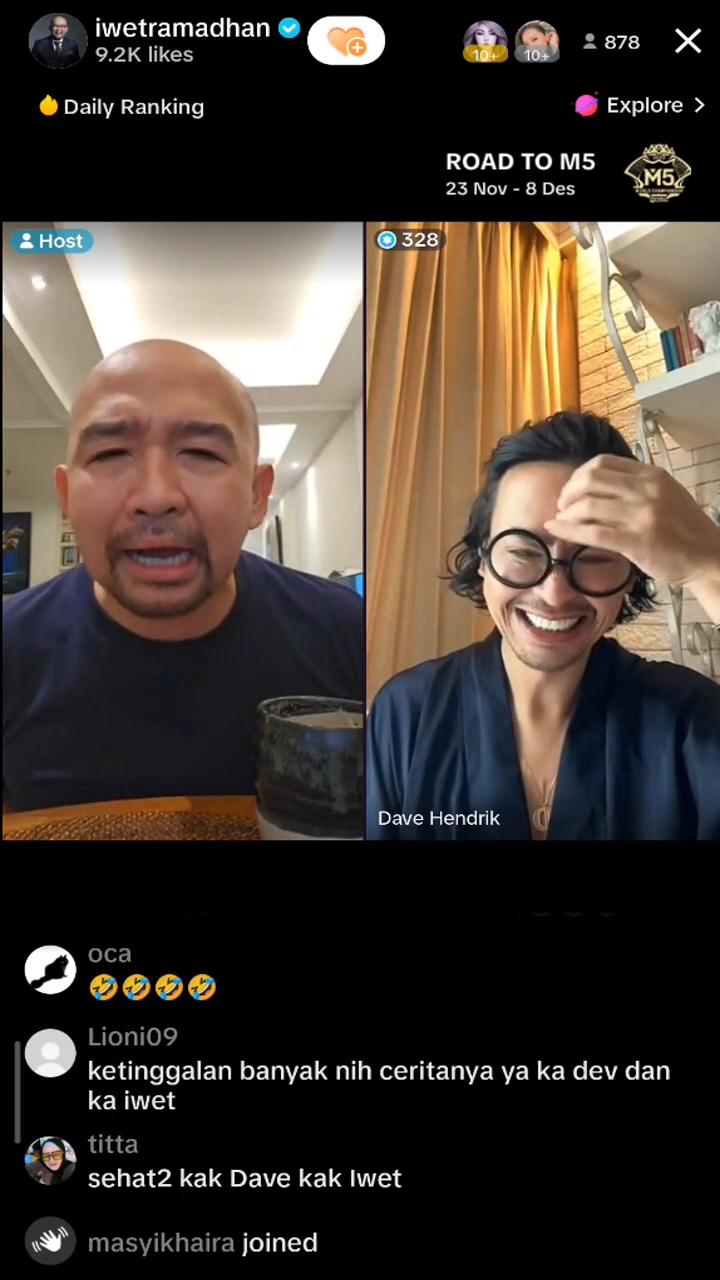 iwetramadhan
9.2K likes
10+
10+
878
Daily Ranking
Explore
ROAD TO M5
23 Nov - 8 Des
M5
Host
328
Dave Hendrik
oca
🤣🤣🤣🤣
Lioni09
ketinggalan banyak nih ceritanya ya ka dev dan
ka iwet
titta
sehat2 kak Dave kak Iwet
masyikhaira joined